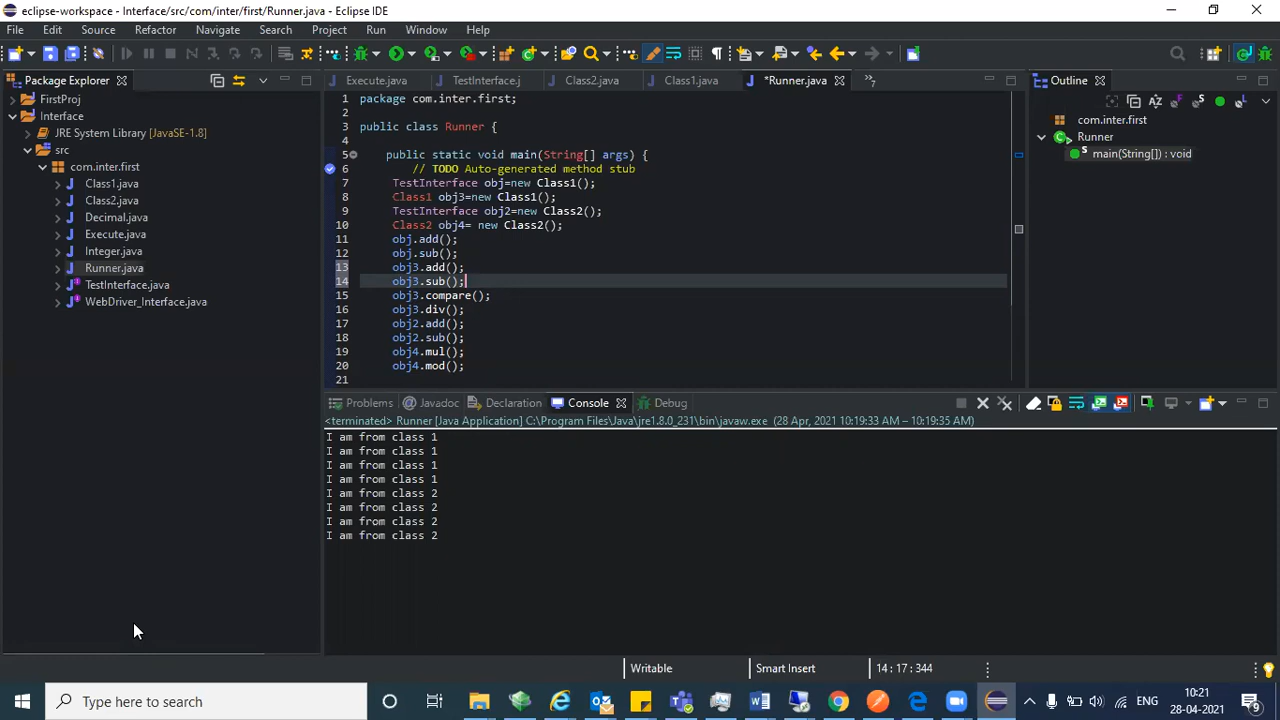 eclipse-workspace - Interface/src/com/inter/first/Runner.java - Eclipse IDE
File Edit Source Refactor Navigate Search Project Run Window Help
Package Explorer
FirstProj
Interface
JRE System Library [JavaSE-1.8]
src
com.inter.first
Class1.java
Class2.java
Decimal.java
Execute.java
Integer.java
Runner.java
TestInterface.java
WebDriver_Interface.java
Execute.java TestInterface.j Class2.java Class1.java *Runner.java
1 package com.inter.first;
2
3 public class Runner {
4
5 public static void main(String[] args) {
6 // TODO Auto-generated method stub
7 TestInterface obj=new Class1();
8 Class1 obj3=new Class1();
9 TestInterface obj2=new Class2();
10 Class2 obj4= new Class2();
11 obj.add();
12 obj.sub();
13 obj3.add();
14 obj3.sub();
15 obj3.compare();
16 obj3.div();
17 obj2.add();
18 obj2.sub();
19 obj4.mul();
20 obj4.mod();
21
Outline
com.inter.first
Runner
main(String[]) : void
Problems Javadoc Declaration Console Debug
<terminated> Runner [Java Application] C:\Program Files\Java\jre1.8.0_231\bin\javaw.exe (28 Apr, 2021 10:19:33 AM – 10:19:35 AM)
I am from class 1
I am from class 1
I am from class 1
I am from class 1
I am from class 2
I am from class 2
I am from class 2
I am from class 2
Writable Smart Insert 14 : 17 : 344
Type here to search
ENG
10:21
28-04-2021
9